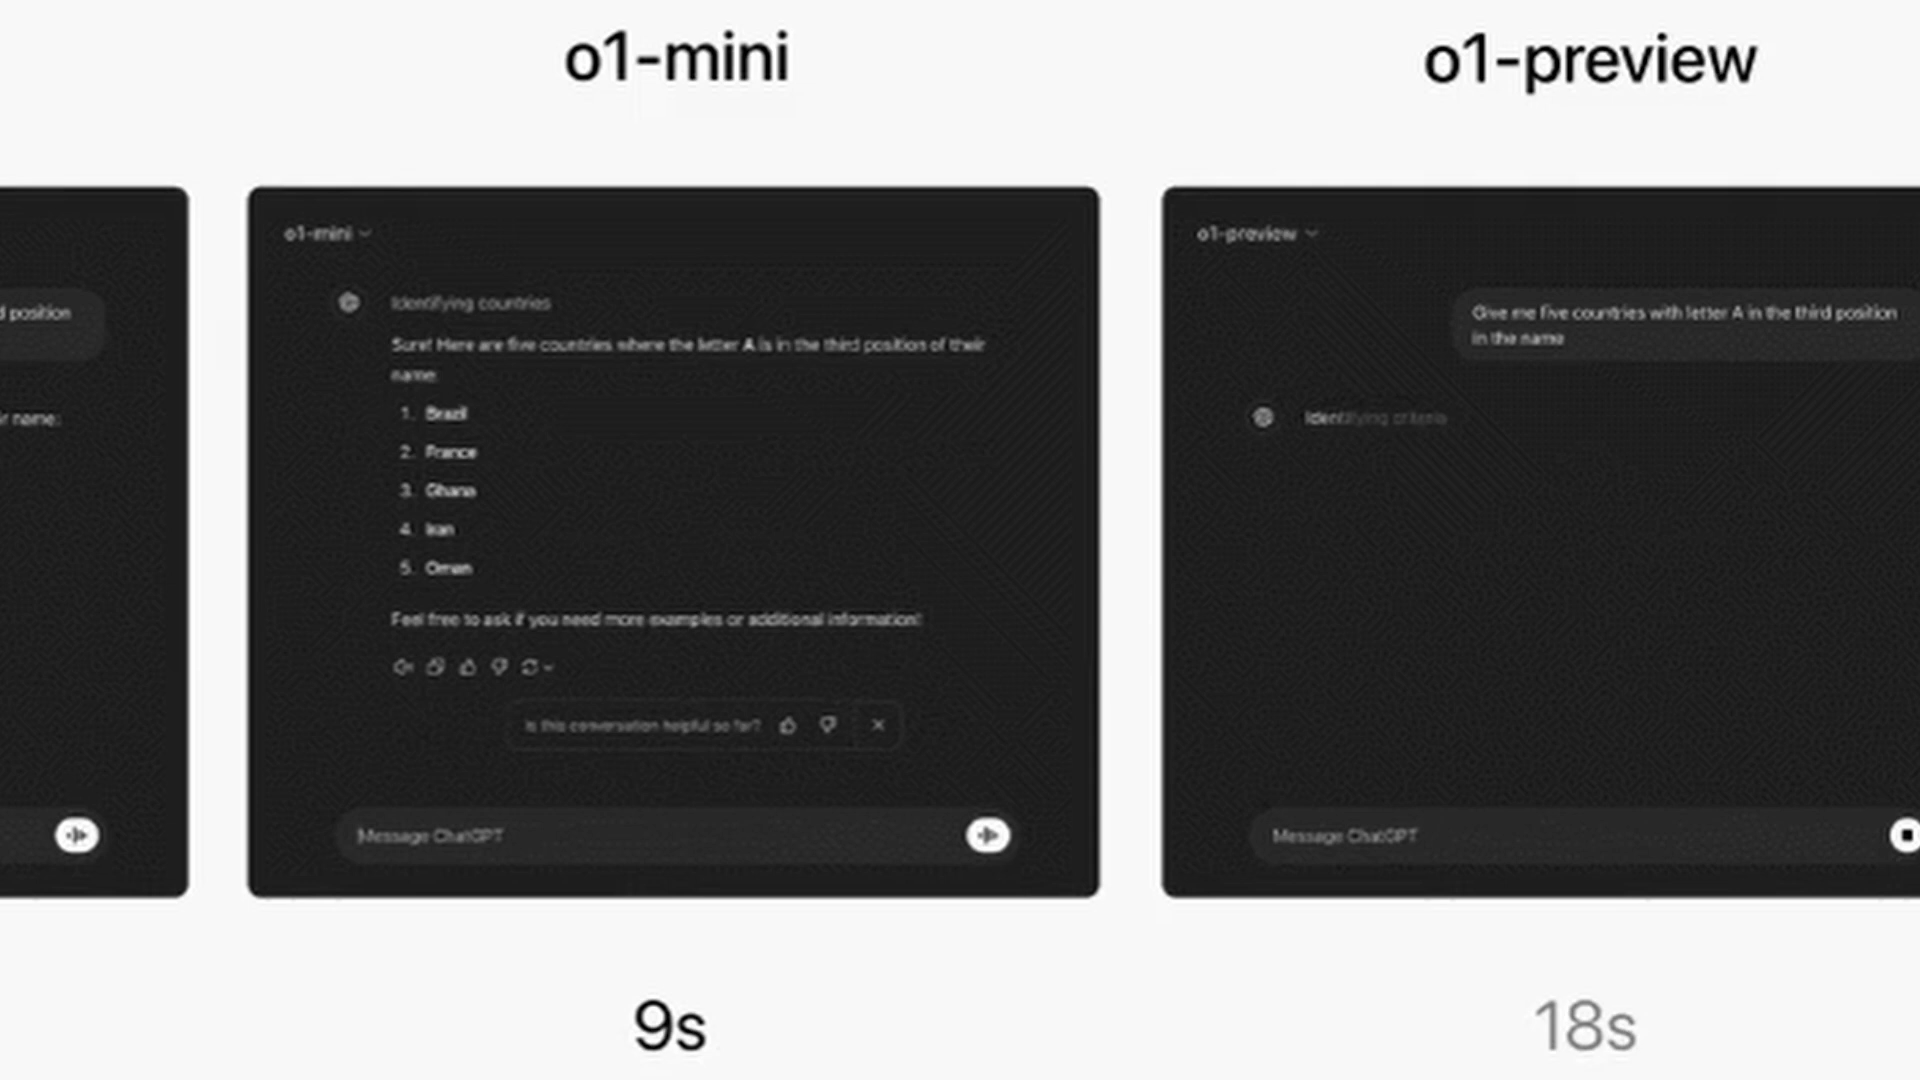 o1-mini
o1-preview
d position
r name:
o1-mini
Identifying countries
Sure! Here are five countries where the letter A is in the third position of their
name:
1. Brazil
2. France
3. Ghana
4. Iran
5. Oman
Feel free to ask if you need more examples or additional information!
Is this conversation helpful so far?
Message ChatGPT
o1-preview
Give me five countries with letter A in the third position
in the name
Identifying criteria
Message ChatGPT
9s
18s